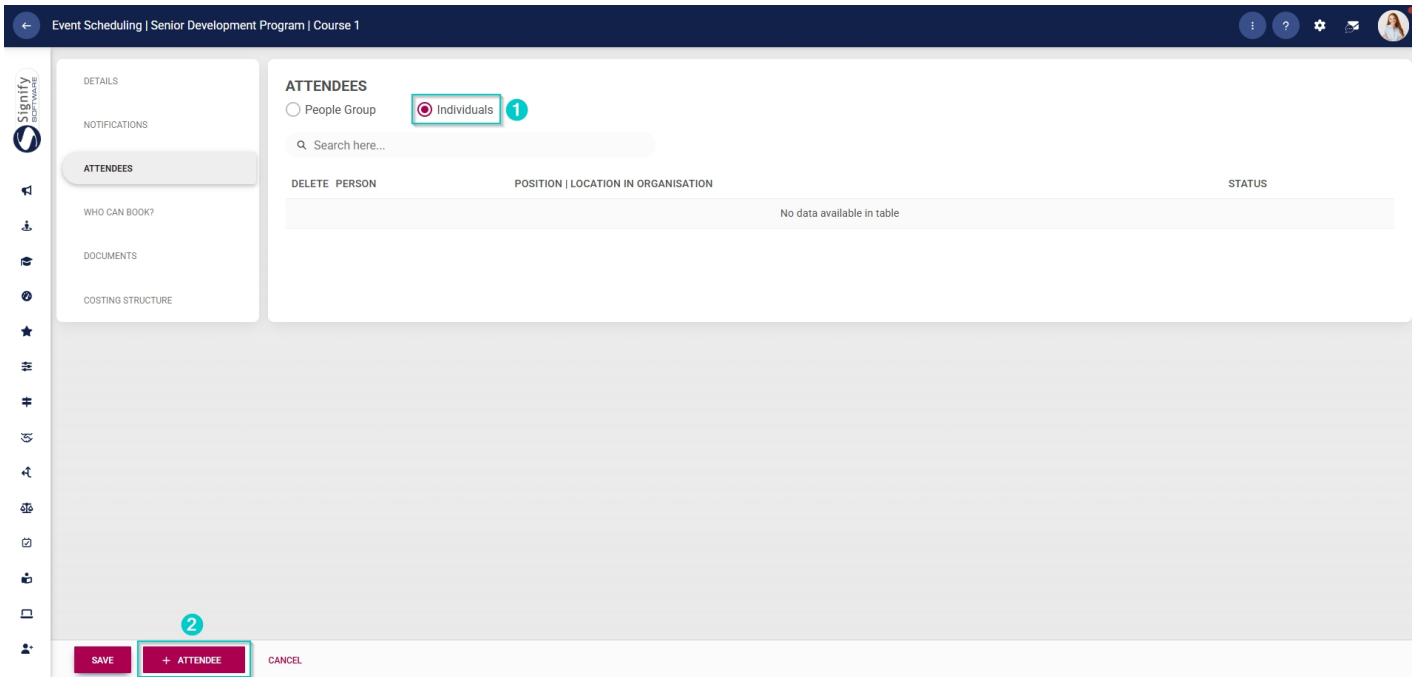 Event Scheduling | Senior Development Program | Course 1
?
Signify
SOFTWARE
DETAILS
NOTIFICATIONS
ATTENDEES
WHO CAN BOOK?
DOCUMENTS
COSTING STRUCTURE
ATTENDEES
People Group
Individuals
1
Search here...
DELETE PERSON POSITION | LOCATION IN ORGANISATION STATUS
No data available in table
2
SAVE + ATTENDEE CANCEL